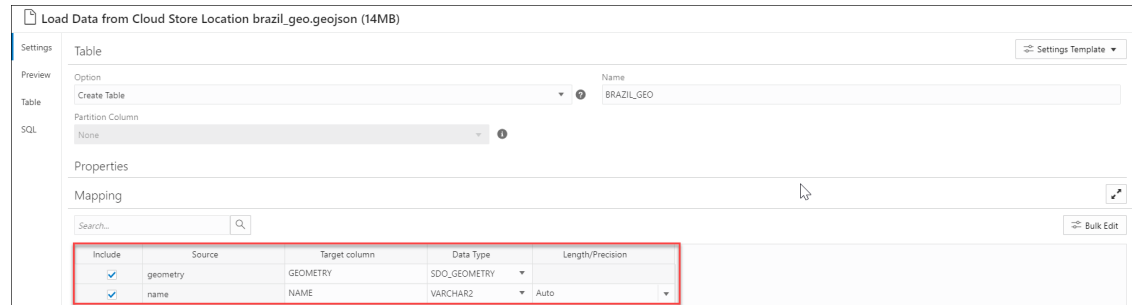 Load Data from Cloud Store Location brazil_geo.geojson (14MB)
Settings
Preview
Table
SQL
Table
Settings Template
Option
Name
Create Table
BRAZIL_GEO
Partition Column
None
Properties
Mapping
Search...
Bulk Edit
Include Source Target column Data Type Length/Precision
geometry GEOMETRY SDO_GEOMETRY
name NAME VARCHAR2 Auto